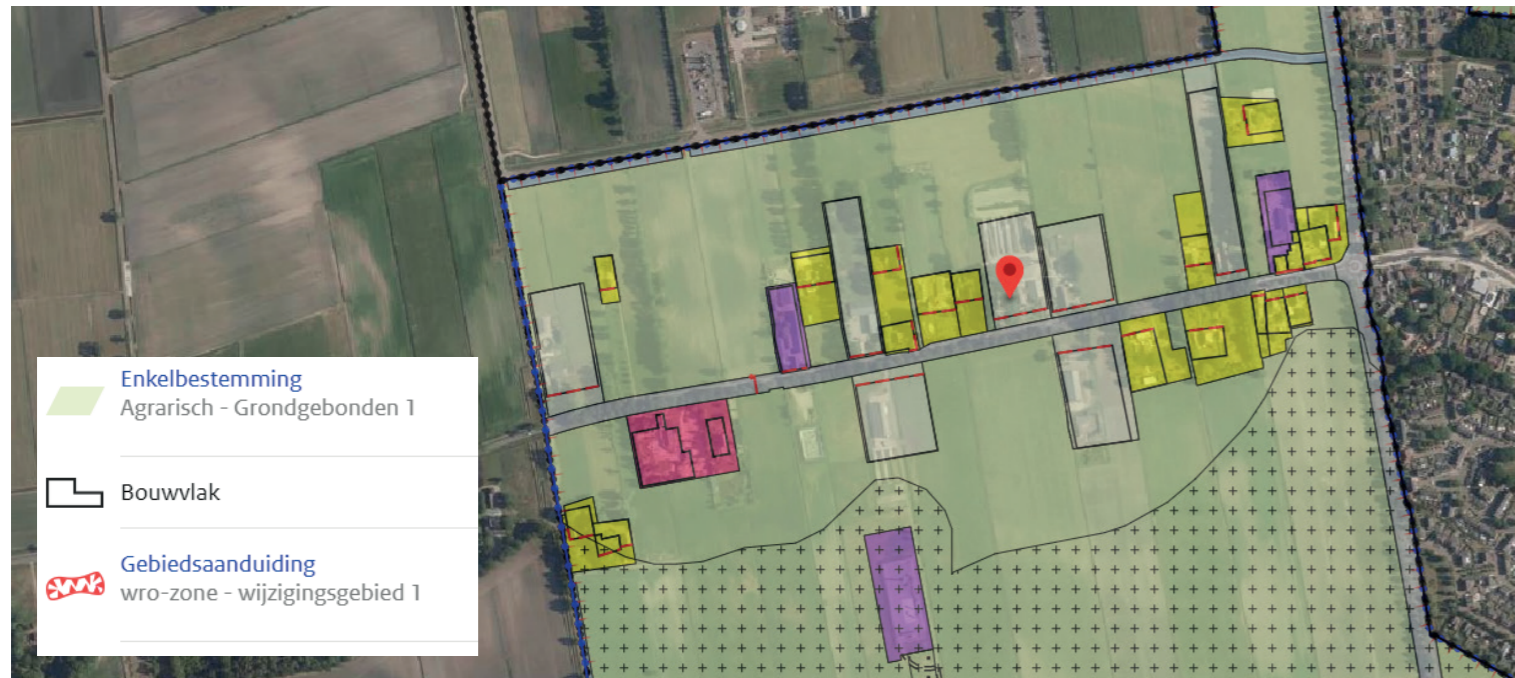 Enkelbestemming
Agrarisch - Grondgebonden 1
Bouwvlak
Gebiedsaanduiding
wro-zone - wijzigingsgebied 1